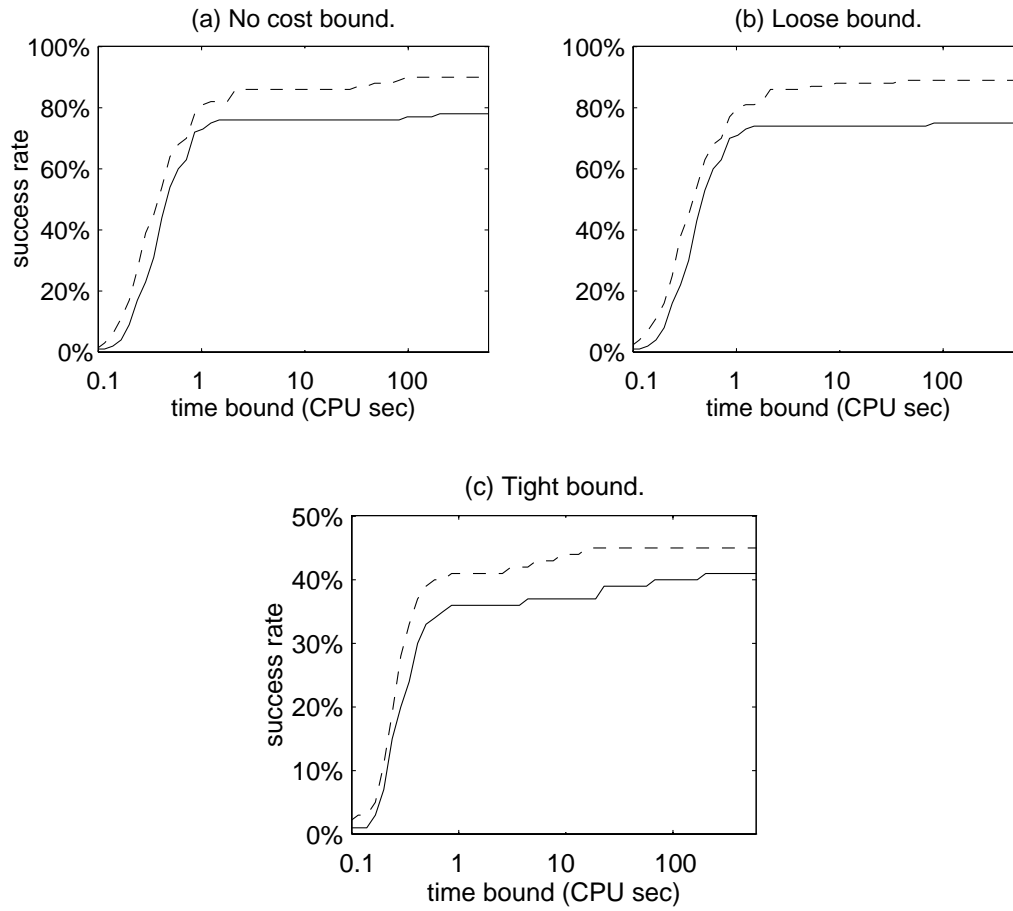 (a) No cost bound.
100%
80%
60%
40%
20%
0%
success rate
0.1 1 10 100
time bound (CPU sec)
(b) Loose bound.
100%
80%
60%
40%
20%
0%
0.1 1 10 100
time bound (CPU sec)
(c) Tight bound.
50%
40%
30%
20%
10%
0%
success rate
0.1 1 10 100
time bound (CPU sec)